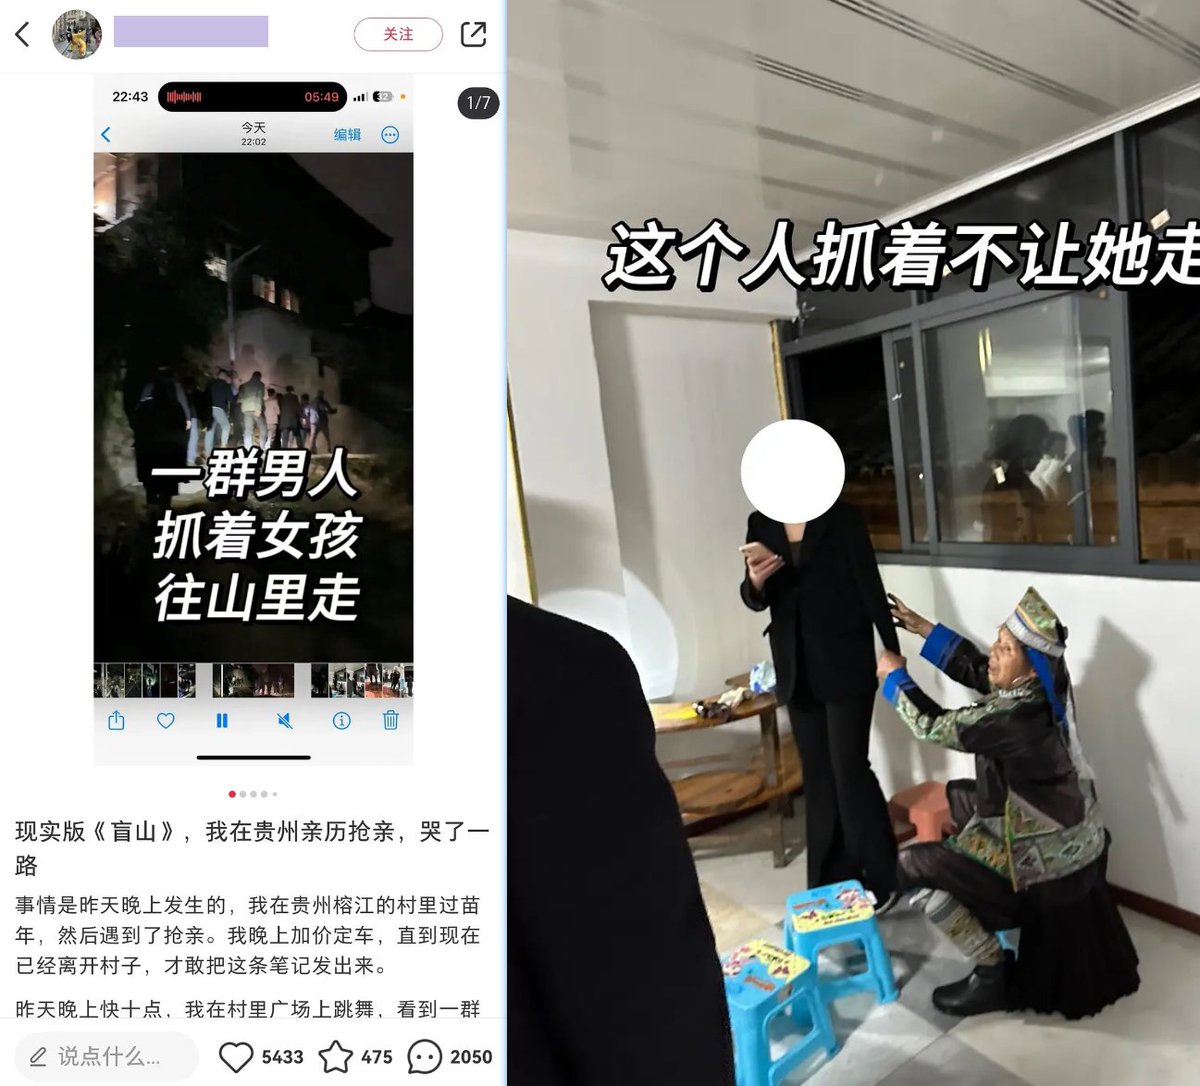 关注
22:43
05:49
32
1/7
今天
22:02
编辑
一群男人
抓着女孩
往山里走
现实版《盲山》，我在贵州亲历抢亲，哭了一
路
事情是昨天晚上发生的，我在贵州榕江的村里过苗
年，然后遇到了抢亲。我晚上加价定车，直到现在
已经离开村子，才敢把这条笔记发出来。
昨天晚上快十点，我在村里广场上跳舞，看到一群
说点什么...
5433
475
2050
这个人抓着不让她走